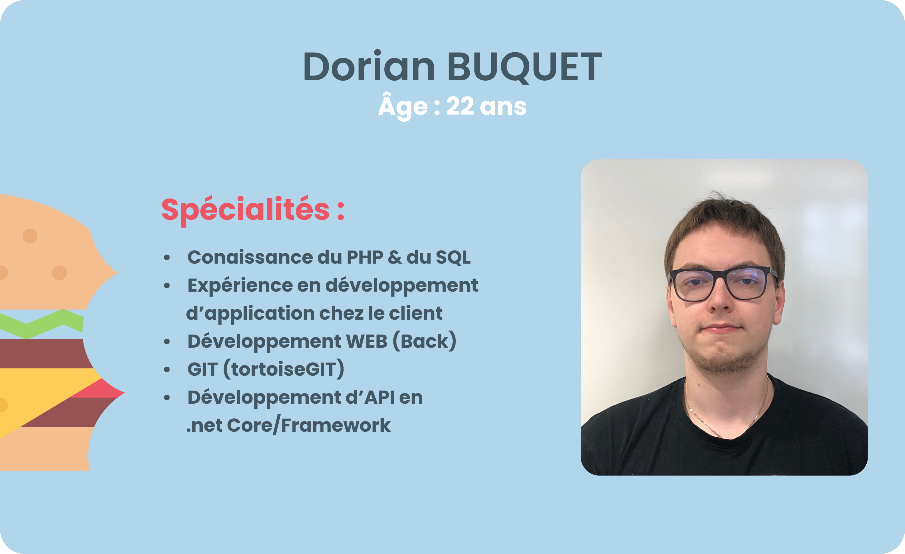 Dorian BUQUET
Âge : 22 ans
Spécialités :
• Conaissance du PHP & du SQL
• Expérience en développement
d’application chez le client
• Développement WEB (Back)
• GIT (tortoiseGIT)
• Développement d’API en
.net Core/Framework